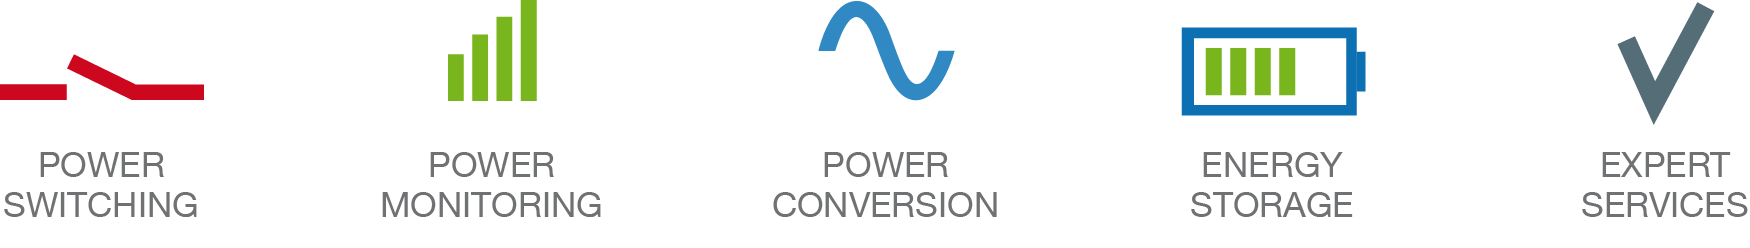 POWER
SWITCHING
POWER
MONITORING
POWER
CONVERSION
ENERGY
STORAGE
EXPERT
SERVICES